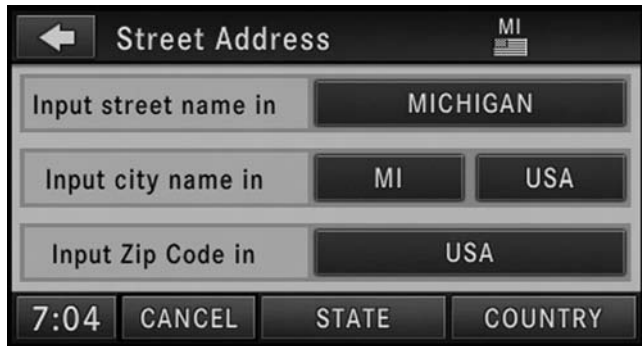 Street Address
MI
Input street name in MICHIGAN
Input city name in MI USA
Input Zip Code in USA
7:04 CANCEL STATE COUNTRY